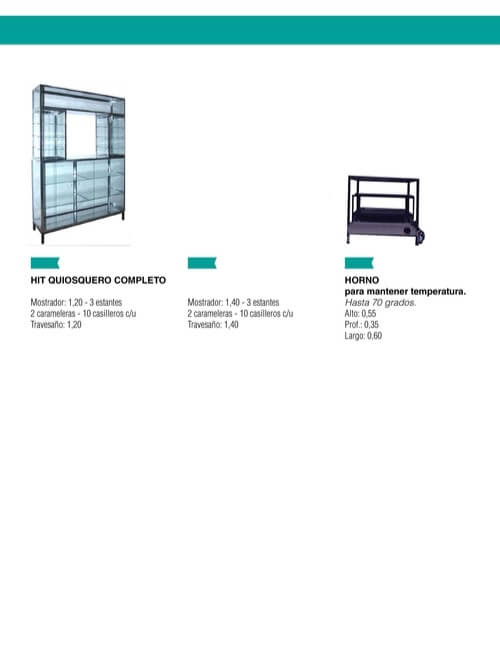 HIT QUIOSQUERO COMPLETO
Mostrador: 1,20 - 3 estantes
2 carameleras - 10 casilleros c/u
Travesaño: 1,20
Mostrador: 1,40 - 3 estantes
2 carameleras - 10 casilleros c/u
Travesaño: 1,40
HORNO
para mantener temperatura.
Hasta 70 grados.
Alto: 0,55
Prof.: 0,35
Largo: 0,60